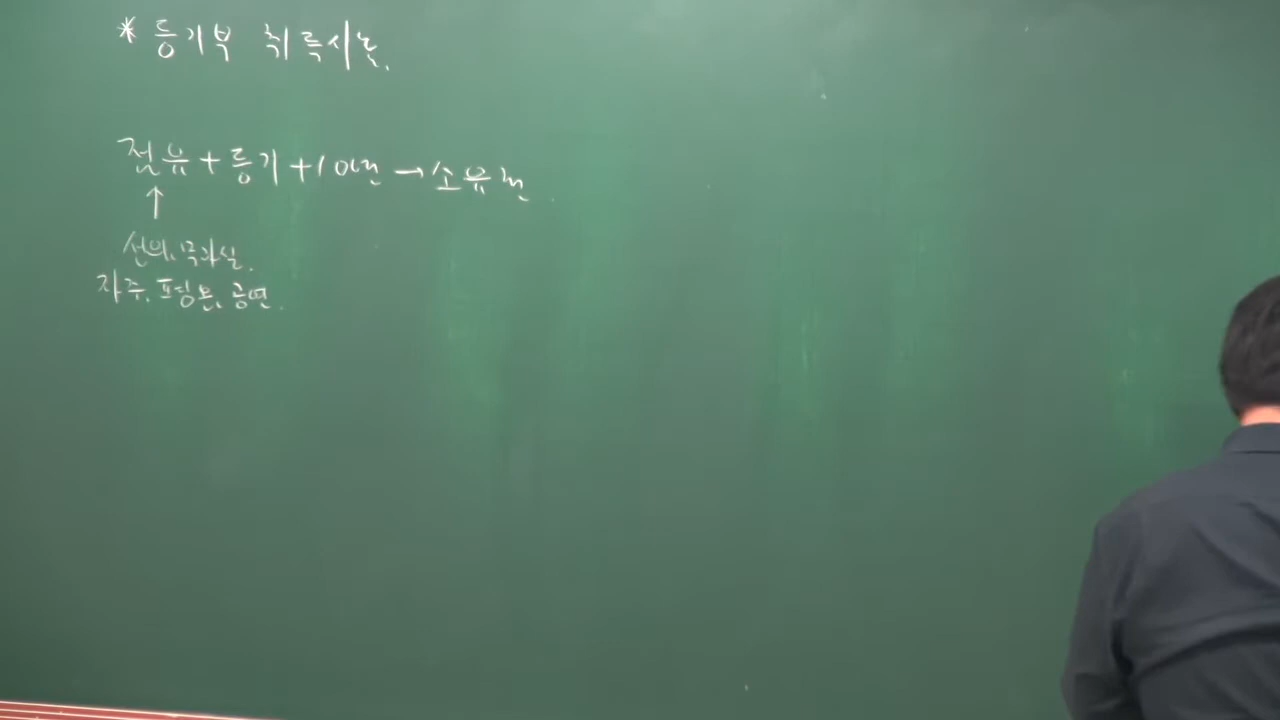 * 등기부 취득시효.
점유 + 등기 + 10년 → 소유권.
↑
선의, 무과실.
자주, 평온, 공연.